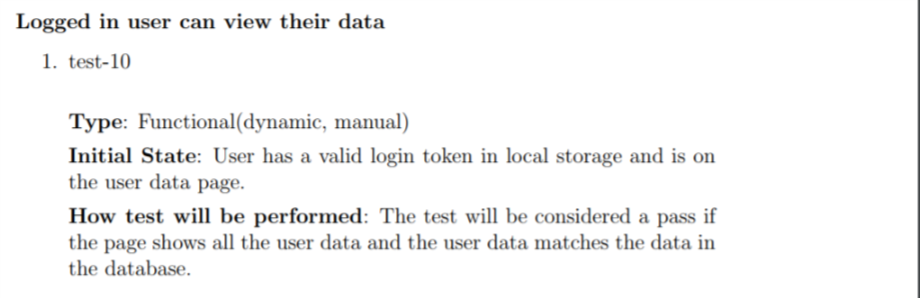 Logged in user can view their data
1. test-10
Type: Functional(dynamic, manual)
Initial State: User has a valid login token in local storage and is on
the user data page.
How test will be performed: The test will be considered a pass if
the page shows all the user data and the user data matches the data in
the database.